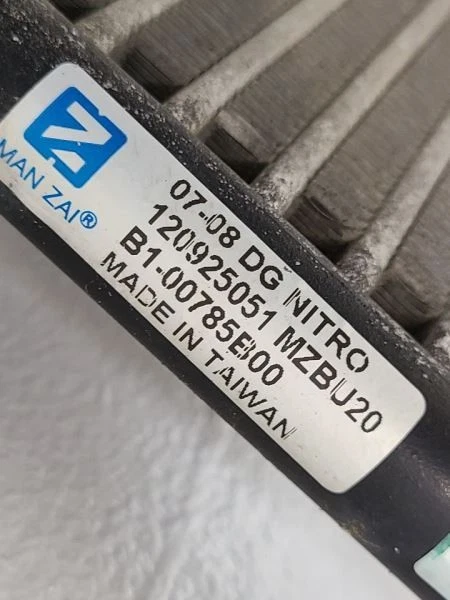 MAN ZAI®
07-08 DG NITRO
120925051 MZBU20
B1-00785B00
MADE IN TAIWAN